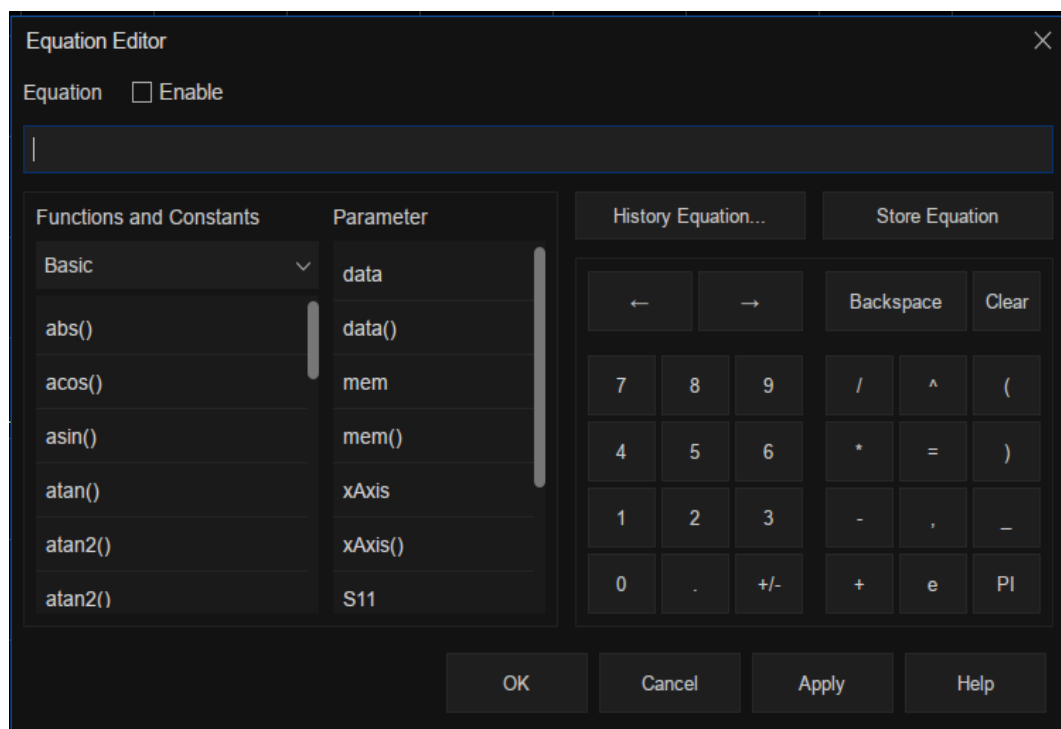 Equation Editor
Equation Enable
Functions and Constants
Basic
abs()
acos()
asin()
atan()
atan2()
atan2()
Parameter
data
data()
mem
mem()
xAxis
xAxis()
S11
History Equation... Store Equation
← → Backspace Clear
7 8 9 / ^ (
4 5 6 * = )
1 2 3 - , _
0 . +/- + e PI
OK Cancel Apply Help